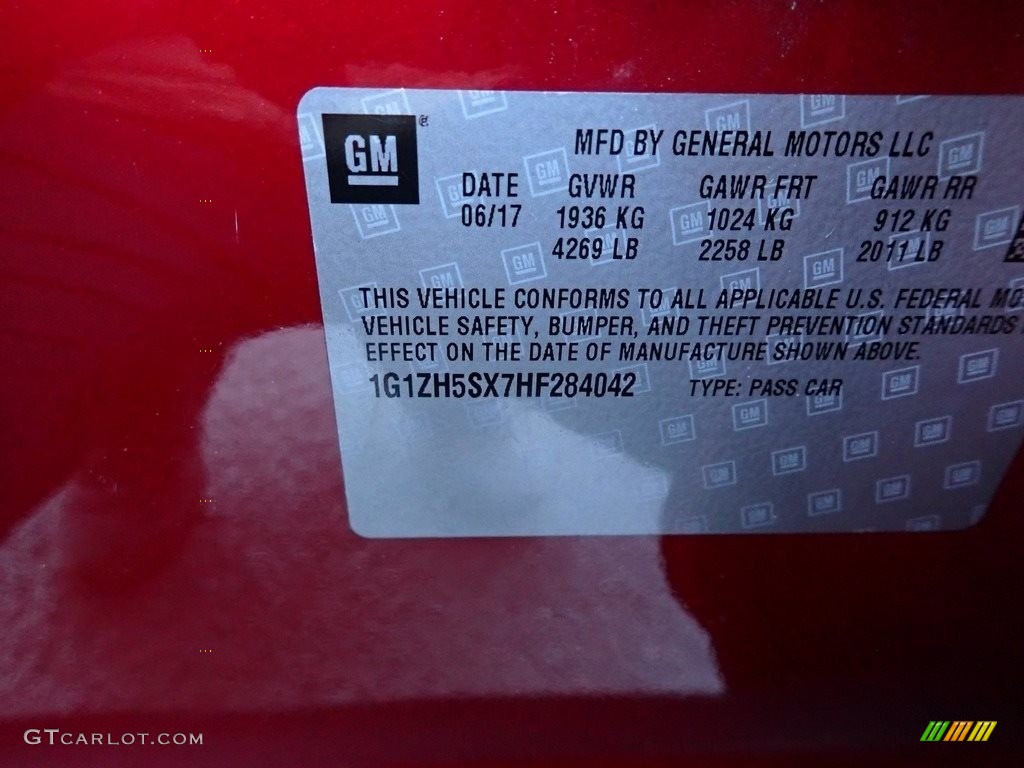 GM
MFD BY GENERAL MOTORS LLC
DATE GVWR GAWR FRT GAWR RR
06/17 1936 KG 1024 KG 912 KG
4269 LB 2258 LB 2011 LB
THIS VEHICLE CONFORMS TO ALL APPLICABLE U.S. FEDERAL MO
VEHICLE SAFETY, BUMPER, AND THEFT PREVENTION STANDARDS
EFFECT ON THE DATE OF MANUFACTURE SHOWN ABOVE.
1G1ZH5SX7HF284042 TYPE: PASS CAR
GTCARLOT.COM